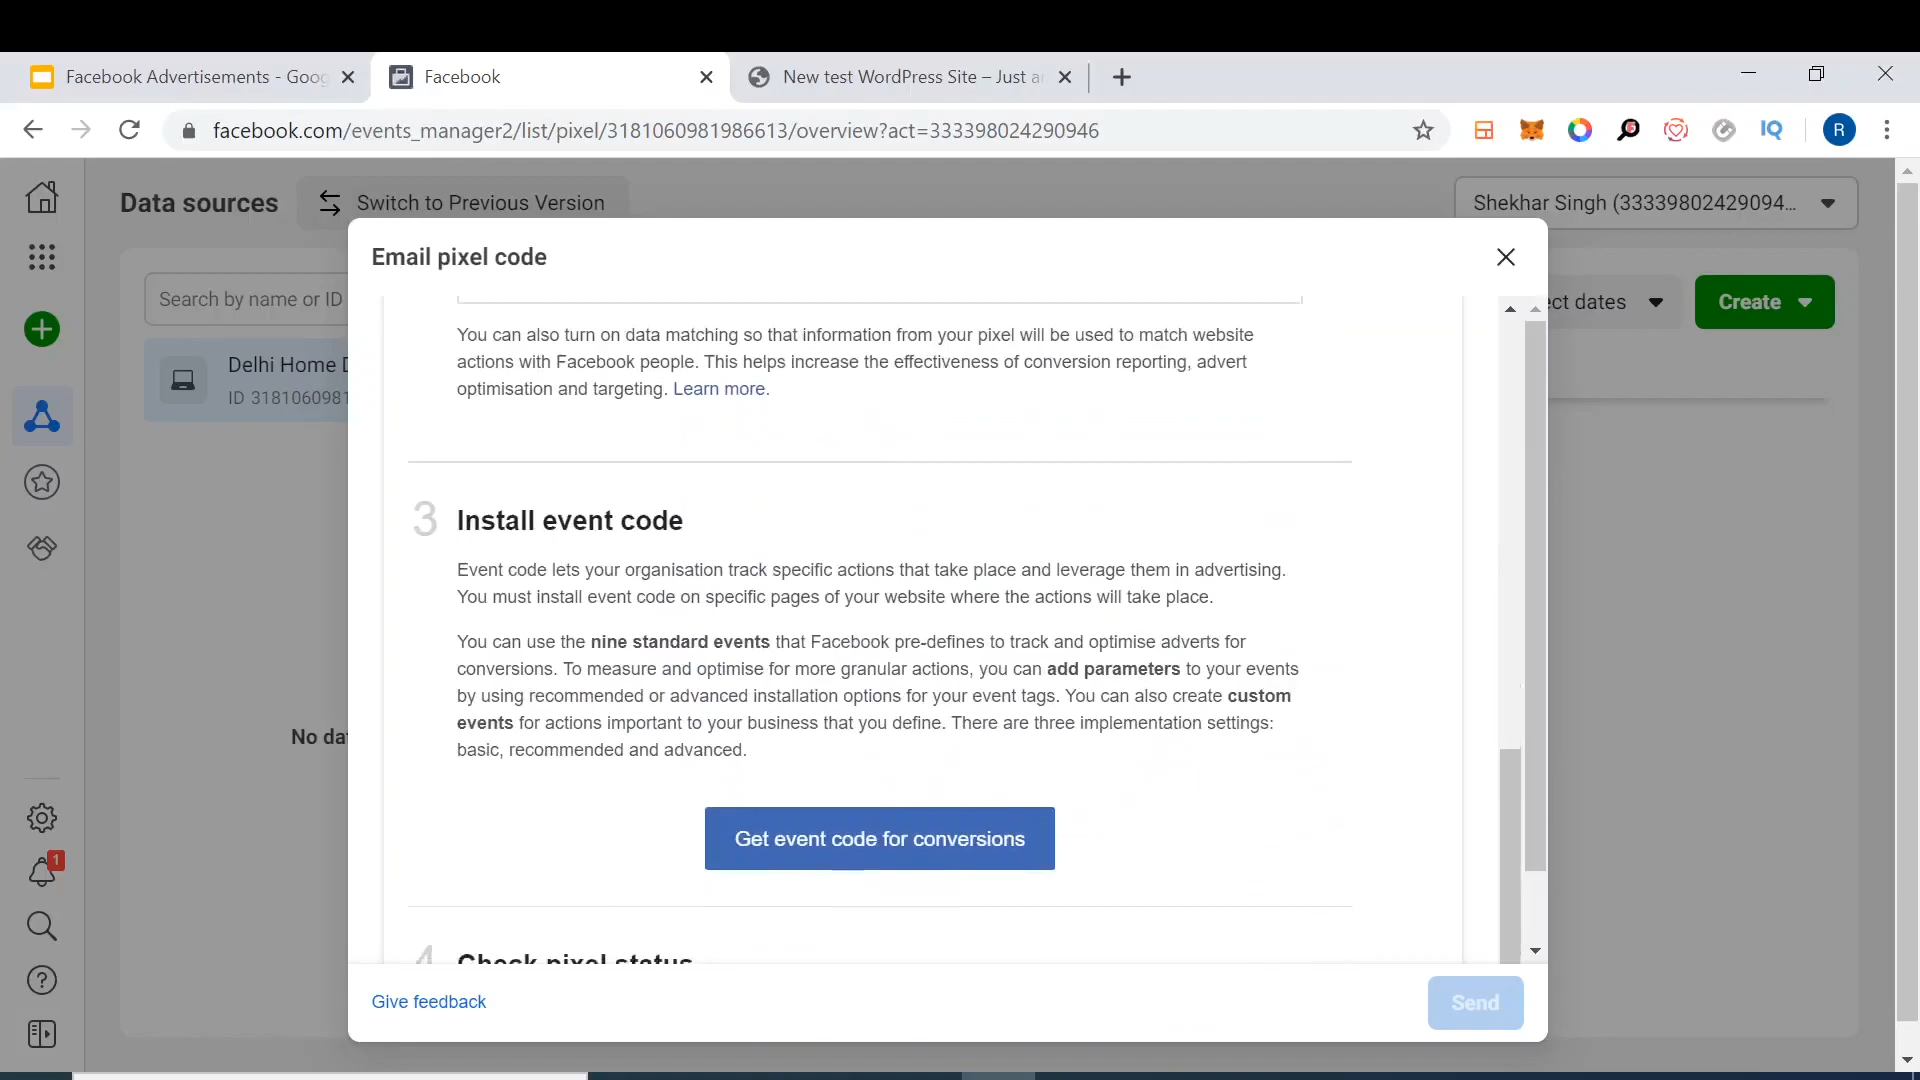 Facebook Advertisements - Goog
Facebook
New test WordPress Site – Just a
facebook.com/events_manager2/list/pixel/3181060981986613/overview?act=333398024290946
IQ
R
Data sources
Switch to Previous Version
Shekhar Singh (33339802429094...
Email pixel code
Search by name or ID
ect dates
Create
Delhi Home D
ID 3181060981
You can also turn on data matching so that information from your pixel will be used to match website
actions with Facebook people. This helps increase the effectiveness of conversion reporting, advert
optimisation and targeting. Learn more.
3 Install event code
Event code lets your organisation track specific actions that take place and leverage them in advertising.
You must install event code on specific pages of your website where the actions will take place.
You can use the nine standard events that Facebook pre-defines to track and optimise adverts for
conversions. To measure and optimise for more granular actions, you can add parameters to your events
by using recommended or advanced installation options for your event tags. You can also create custom
events for actions important to your business that you define. There are three implementation settings:
basic, recommended and advanced.
No dat
Get event code for conversions
1
4 Check pixel status
Give feedback
Send